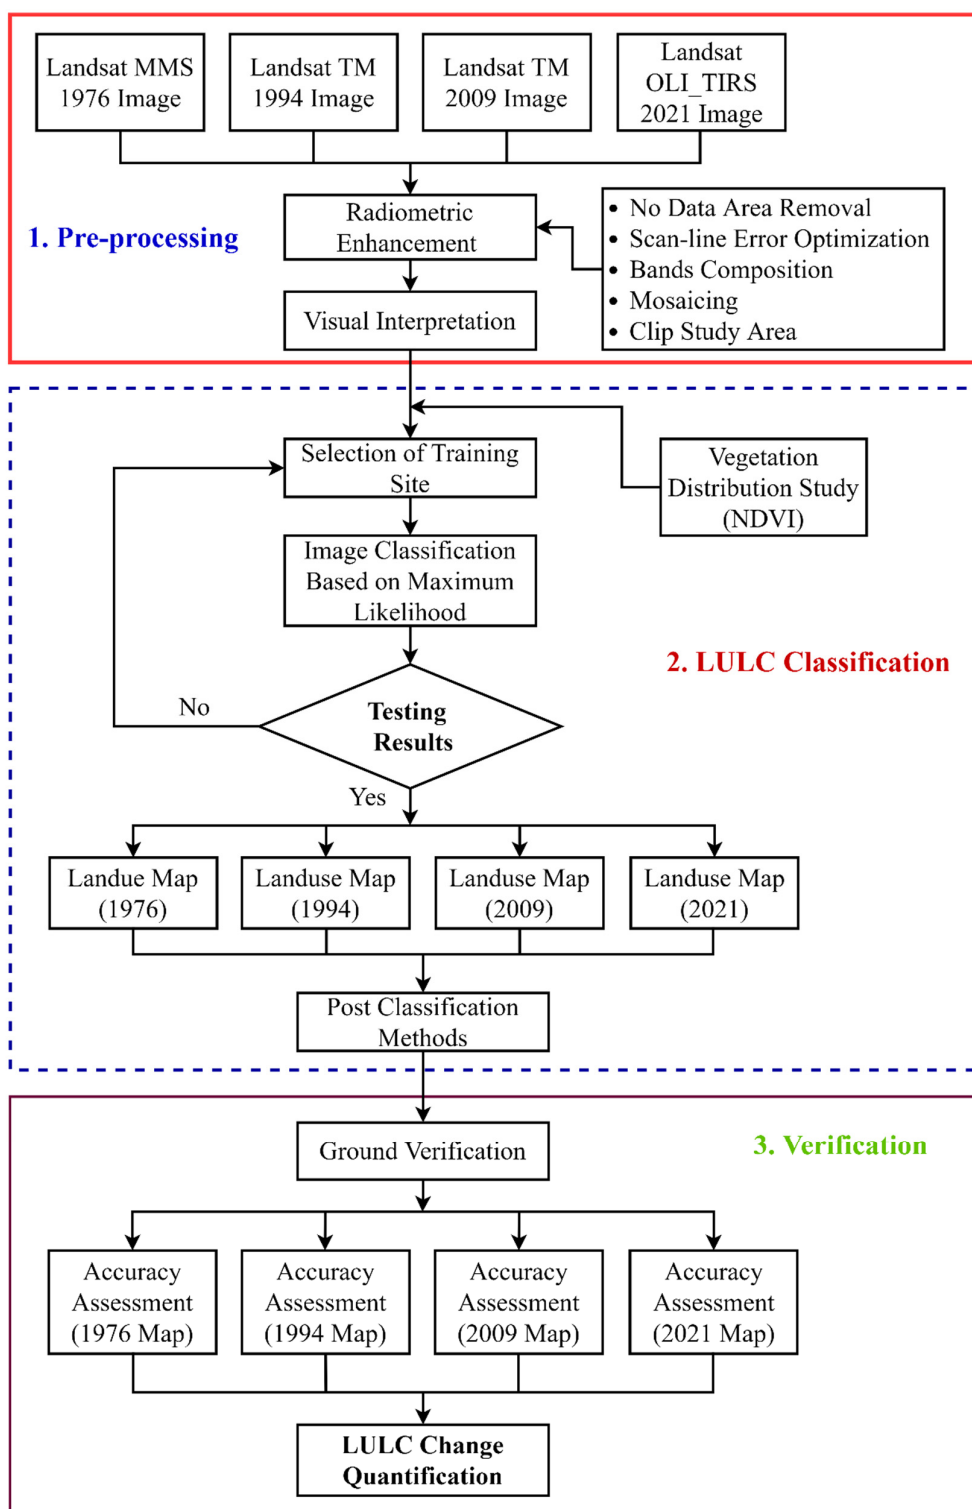 Landsat MMS
1976 Image
Landsat TM
1994 Image
Landsat TM
2009 Image
Landsat
OLI_TIRS
2021 Image
1. Pre-processing
Radiometric
Enhancement
• No Data Area Removal
• Scan-line Error Optimization
• Bands Composition
• Mosaicing
• Clip Study Area
Visual Interpretation
Selection of Training
Site
Vegetation
Distribution Study
(NDVI)
Image Classification
Based on Maximum
Likelihood
2. LULC Classification
No
Testing
Results
Yes
Landue Map
(1976)
Landuse Map
(1994)
Landuse Map
(2009)
Landuse Map
(2021)
Post Classification
Methods
Ground Verification
3. Verification
Accuracy
Assessment
(1976 Map)
Accuracy
Assessment
(1994 Map)
Accuracy
Assessment
(2009 Map)
Accuracy
Assessment
(2021 Map)
LULC Change
Quantification